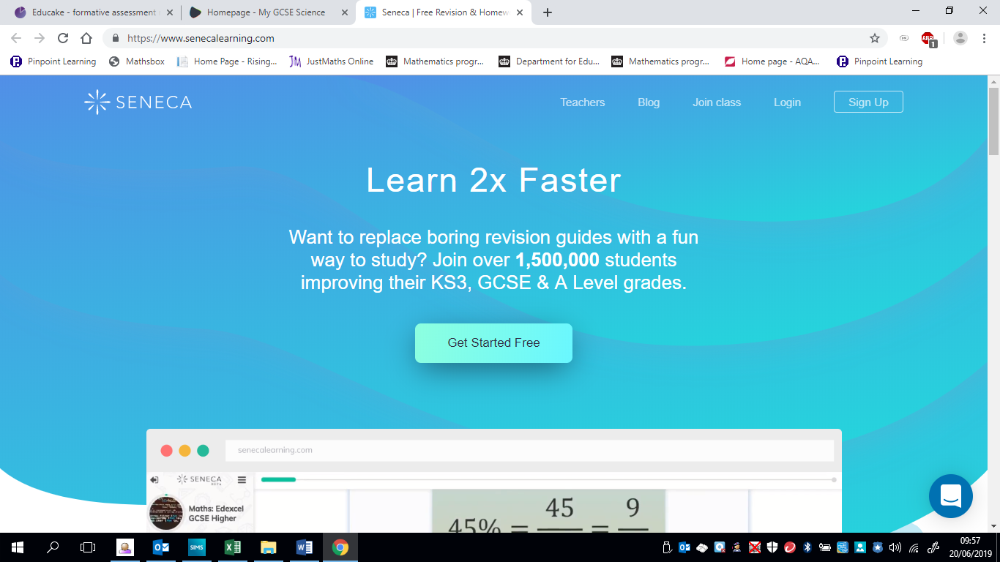 Educake - formative assessment
Homepage - My GCSE Science
Seneca | Free Revision & Homew
https://www.senecalearning.com
ABP
1
Pinpoint Learning
Mathsbox
Home Page - Rising...
JM
JustMaths Online
Mathematics progr...
Department for Edu...
Mathematics progr...
Home page - AQA...
Pinpoint Learning
SENECA
Teachers
Blog
Join class
Login
Sign Up
Learn 2x Faster
Want to replace boring revision guides with a fun
way to study? Join over 1,500,000 students
improving their KS3, GCSE & A Level grades.
Get Started Free
senecalearning.com
SENECA
BETA
Maths: Edexcel
GCSE Higher
45% = 45 = 9
SIMS
09:57
20/06/2019